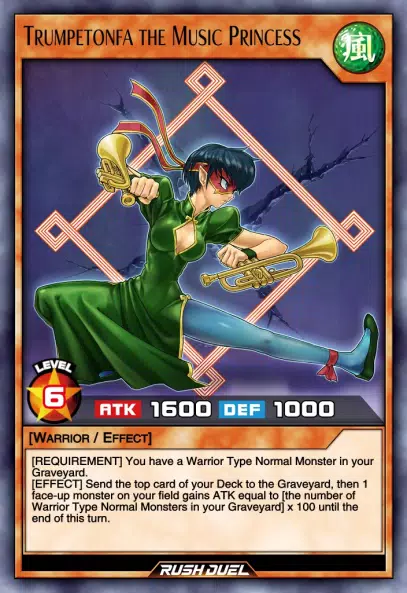 TRUMPETONFA THE MUSIC PRINCESS
風
LEVEL
6
ATK 1600 DEF 1000
[WARRIOR / EFFECT]
[REQUIREMENT] You have a Warrior Type Normal Monster in your
Graveyard.
[EFFECT] Send the top card of your Deck to the Graveyard, then 1
face-up monster on your field gains ATK equal to [the number of
Warrior Type Normal Monsters in your Graveyard] x 100 until the
end of this turn.
RUSH DUEL